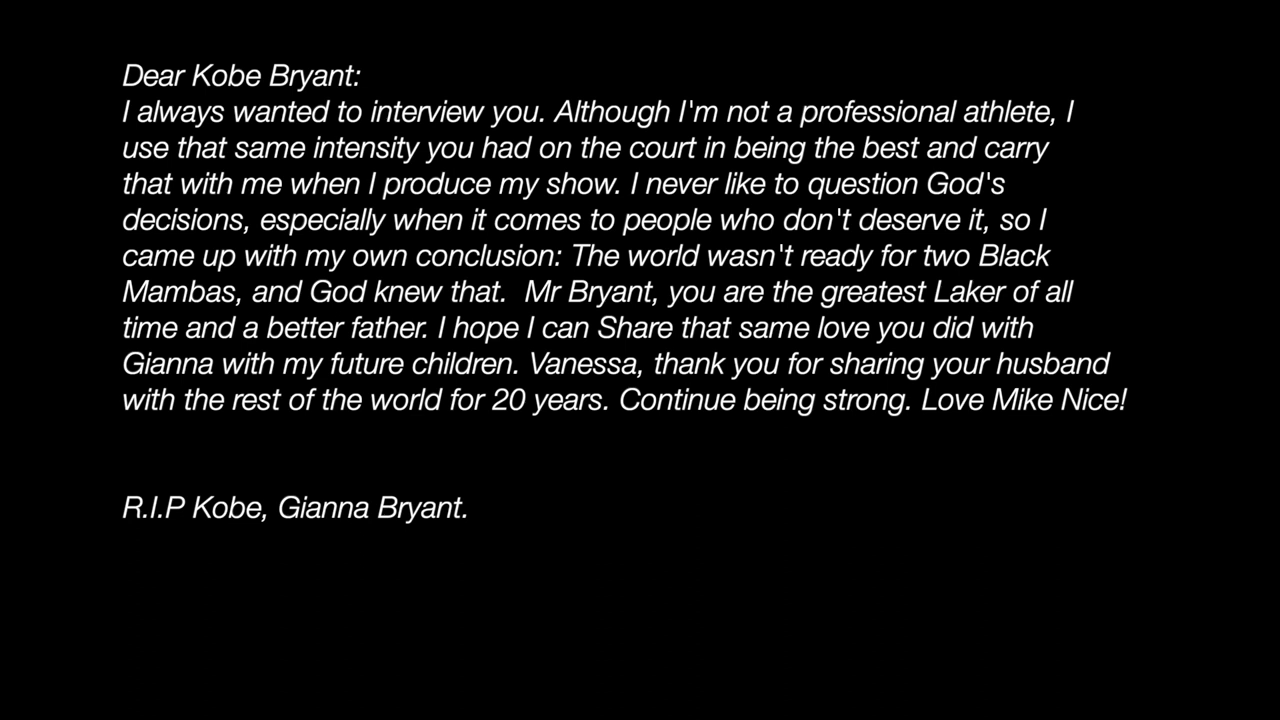 Dear Kobe Bryant:
I always wanted to interview you. Although I'm not a professional athlete, I
use that same intensity you had on the court in being the best and carry
that with me when I produce my show. I never like to question God's
decisions, especially when it comes to people who don't deserve it, so I
came up with my own conclusion: The world wasn't ready for two Black
Mambas, and God knew that.  Mr Bryant, you are the greatest Laker of all
time and a better father. I hope I can Share that same love you did with
Gianna with my future children. Vanessa, thank you for sharing your husband
with the rest of the world for 20 years. Continue being strong. Love Mike Nice!
R.I.P Kobe, Gianna Bryant.